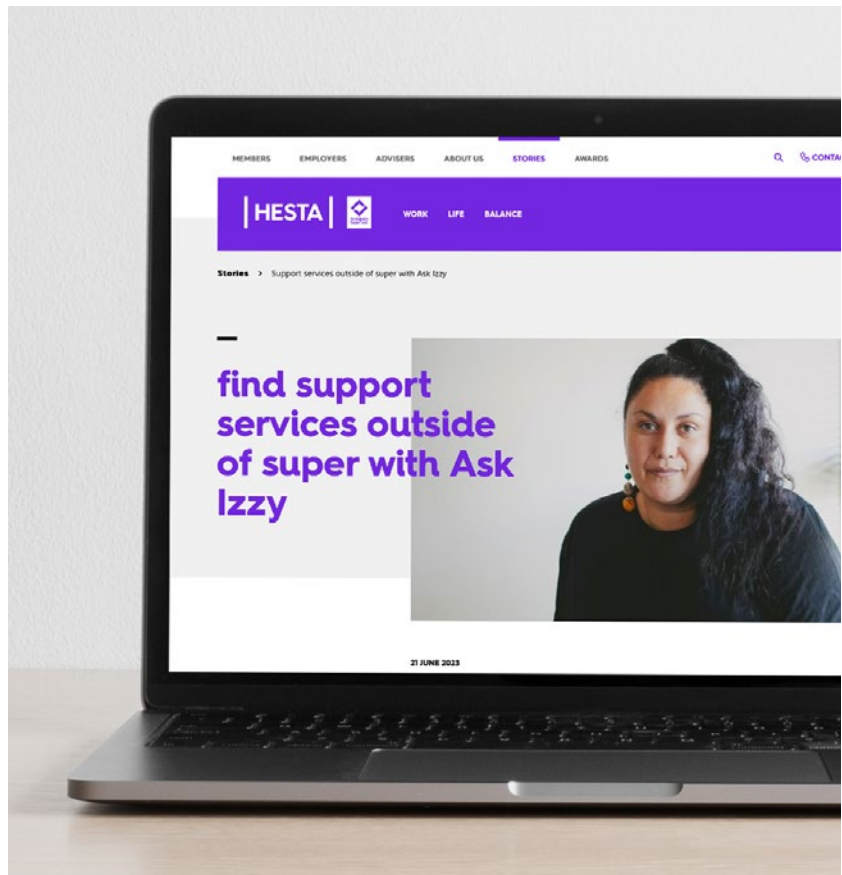 MEMBERS EMPLOYERS ADVISERS ABOUT US STORIES AWARDS CONTAC
|HESTA| WORK LIFE BALANCE
Stories > Support services outside of super with Ask Izzy
find support
services outside
of super with Ask
Izzy
21 JUNE 2023